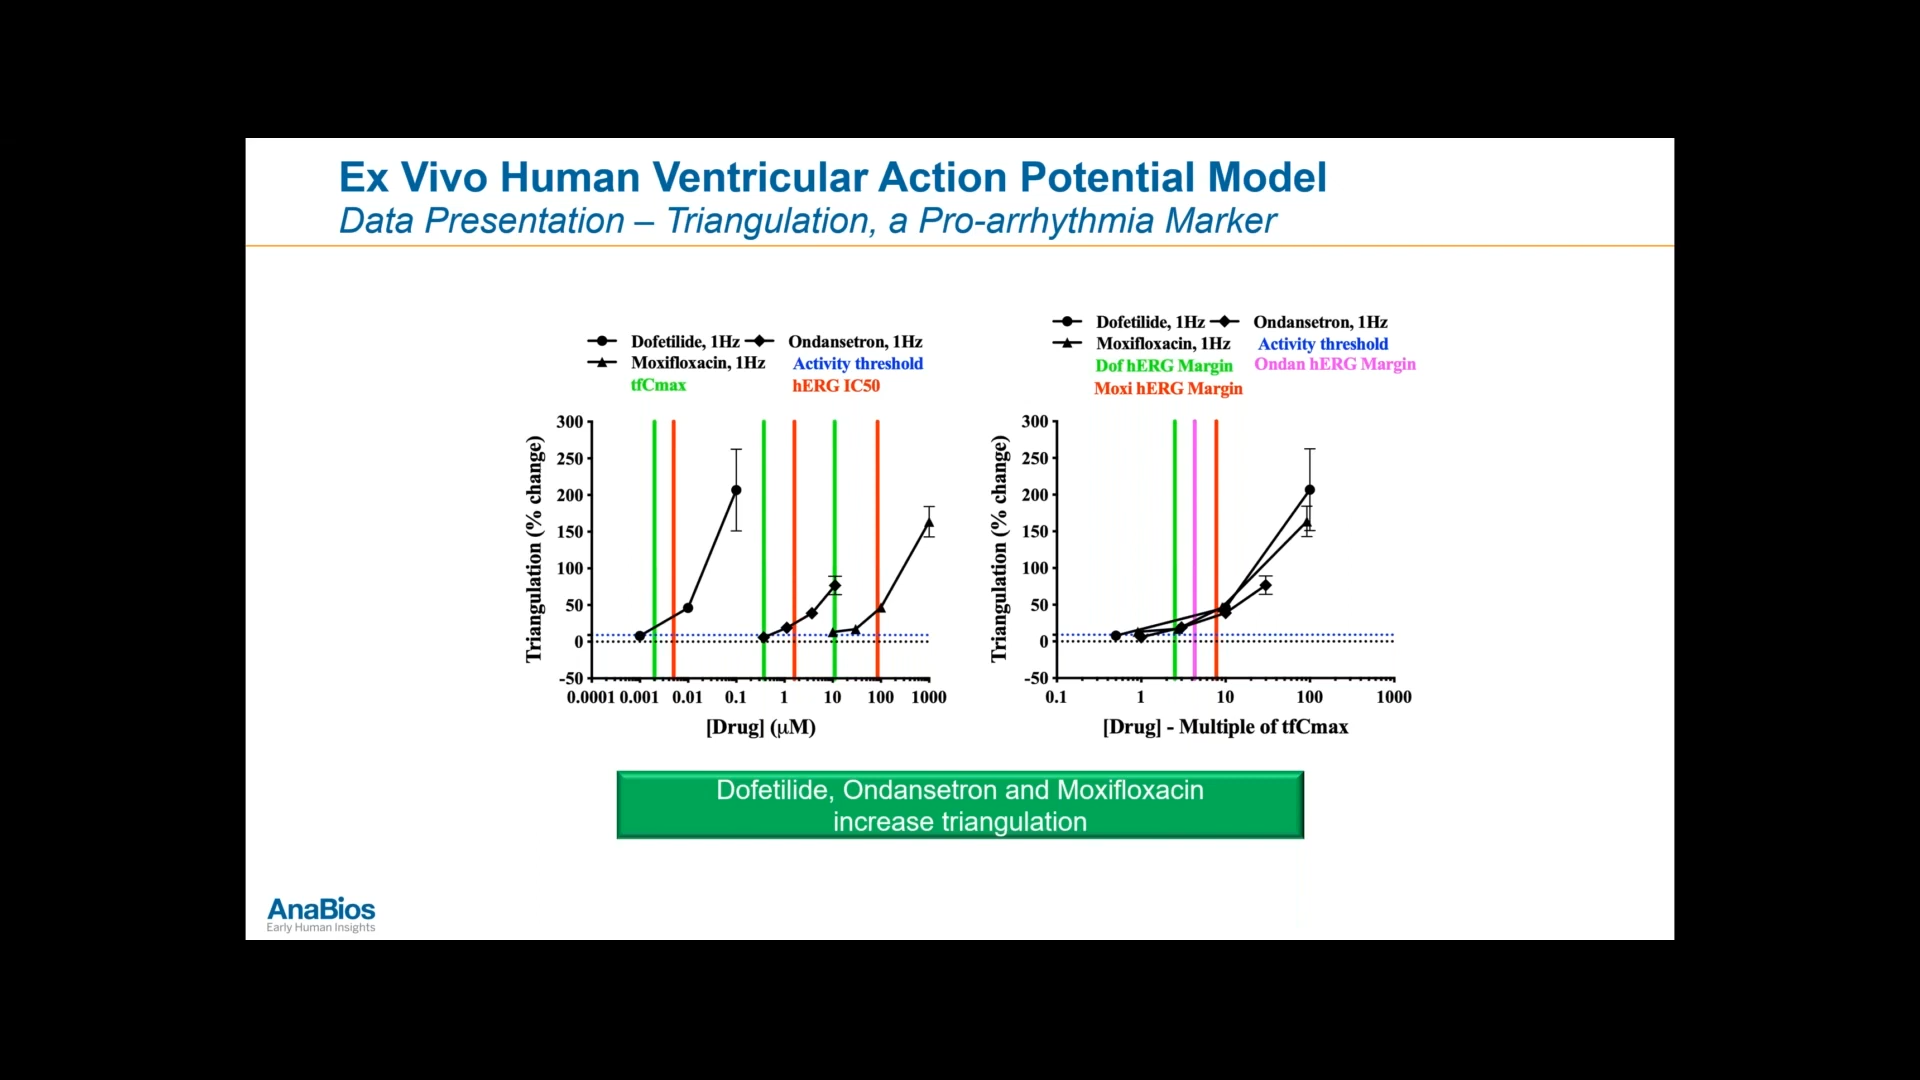 Ex Vivo Human Ventricular Action Potential Model
Data Presentation – Triangulation, a Pro-arrhythmia Marker
Dofetilide, 1Hz Ondansetron, 1Hz
Moxifloxacin, 1Hz Activity threshold
tfCmax hERG IC50
300
250
200
150
100
50
0
-50
Triangulation (% change)
0.0001 0.001 0.01 0.1 1 10 100 1000
[Drug] (µM)
Dofetilide, 1Hz Ondansetron, 1Hz
Moxifloxacin, 1Hz Activity threshold
Dof hERG Margin Ondan hERG Margin
Moxi hERG Margin
300
250
200
150
100
50
0
-50
Triangulation (% change)
0.1 1 10 100 1000
[Drug] - Multiple of tfCmax
Dofetilide, Ondansetron and Moxifloxacin
increase triangulation
AnaBios
Early Human Insights